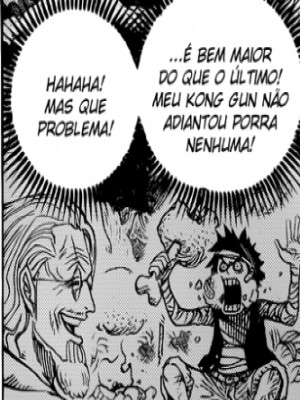 ...É BEM MAIOR
DO QUE O ÚLTIMO!
MEU KONG GUN NÃO
ADIANTOU PORRA
NENHUMA!
HAHAHA!
MAS QUE
PROBLEMA!